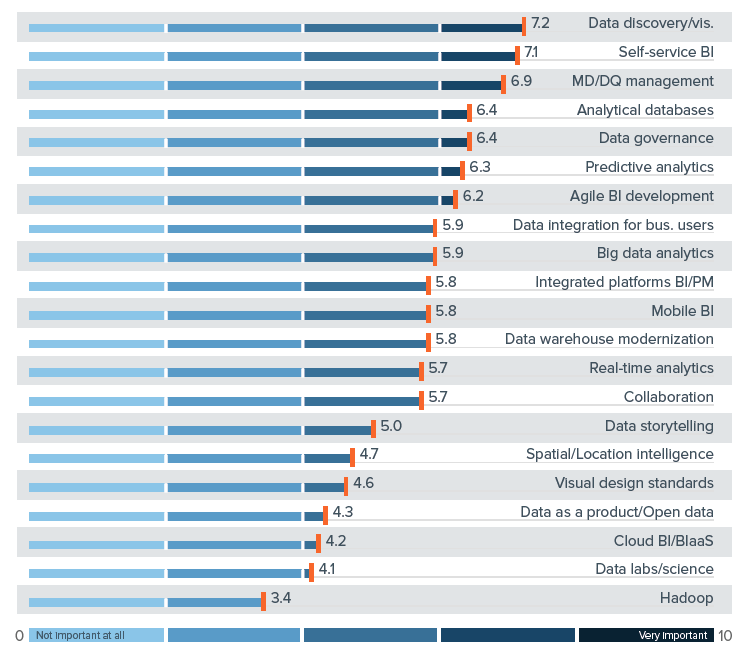 7.2 Data discovery/vis.
7.1 Self-service BI
6.9 MD/DQ management
6.4 Analytical databases
6.4 Data governance
6.3 Predictive analytics
6.2 Agile BI development
5.9 Data integration for bus. users
5.9 Big data analytics
5.8 Integrated platforms BI/PM
5.8 Mobile BI
5.8 Data warehouse modernization
5.7 Real-time analytics
5.7 Collaboration
5.0 Data storytelling
4.7 Spatial/Location intelligence
4.6 Visual design standards
4.3 Data as a product/Open data
4.2 Cloud BI/BIaaS
4.1 Data labs/science
3.4 Hadoop
0 Not important at all Very important 10